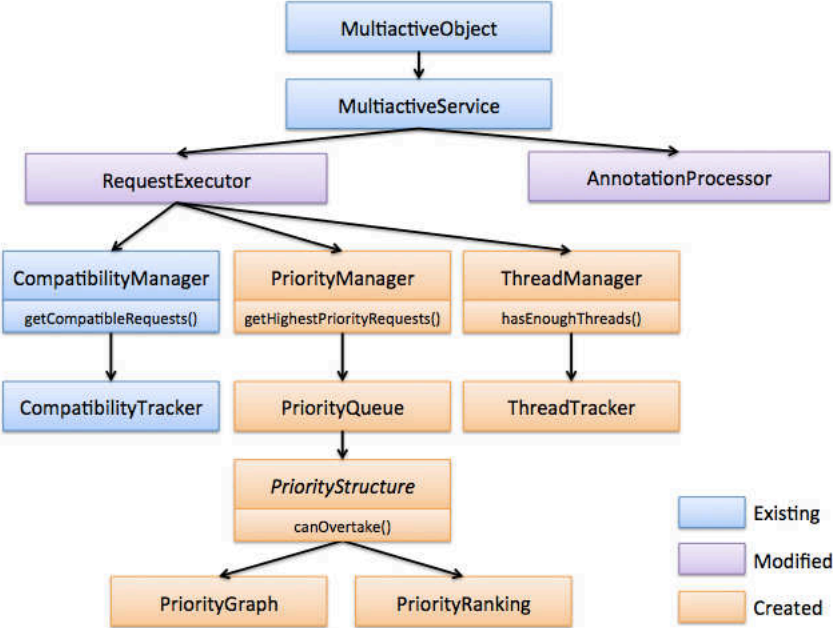 MultiactiveObject
MultiactiveService
RequestExecutor
AnnotationProcessor
CompatibilityManager
getCompatibleRequests()
PriorityManager
getHighestPriorityRequests()
ThreadManager
hasEnoughThreads()
CompatibilityTracker
PriorityQueue
ThreadTracker
PriorityStructure
canOvertake()
PriorityGraph
PriorityRanking
Existing
Modified
Created